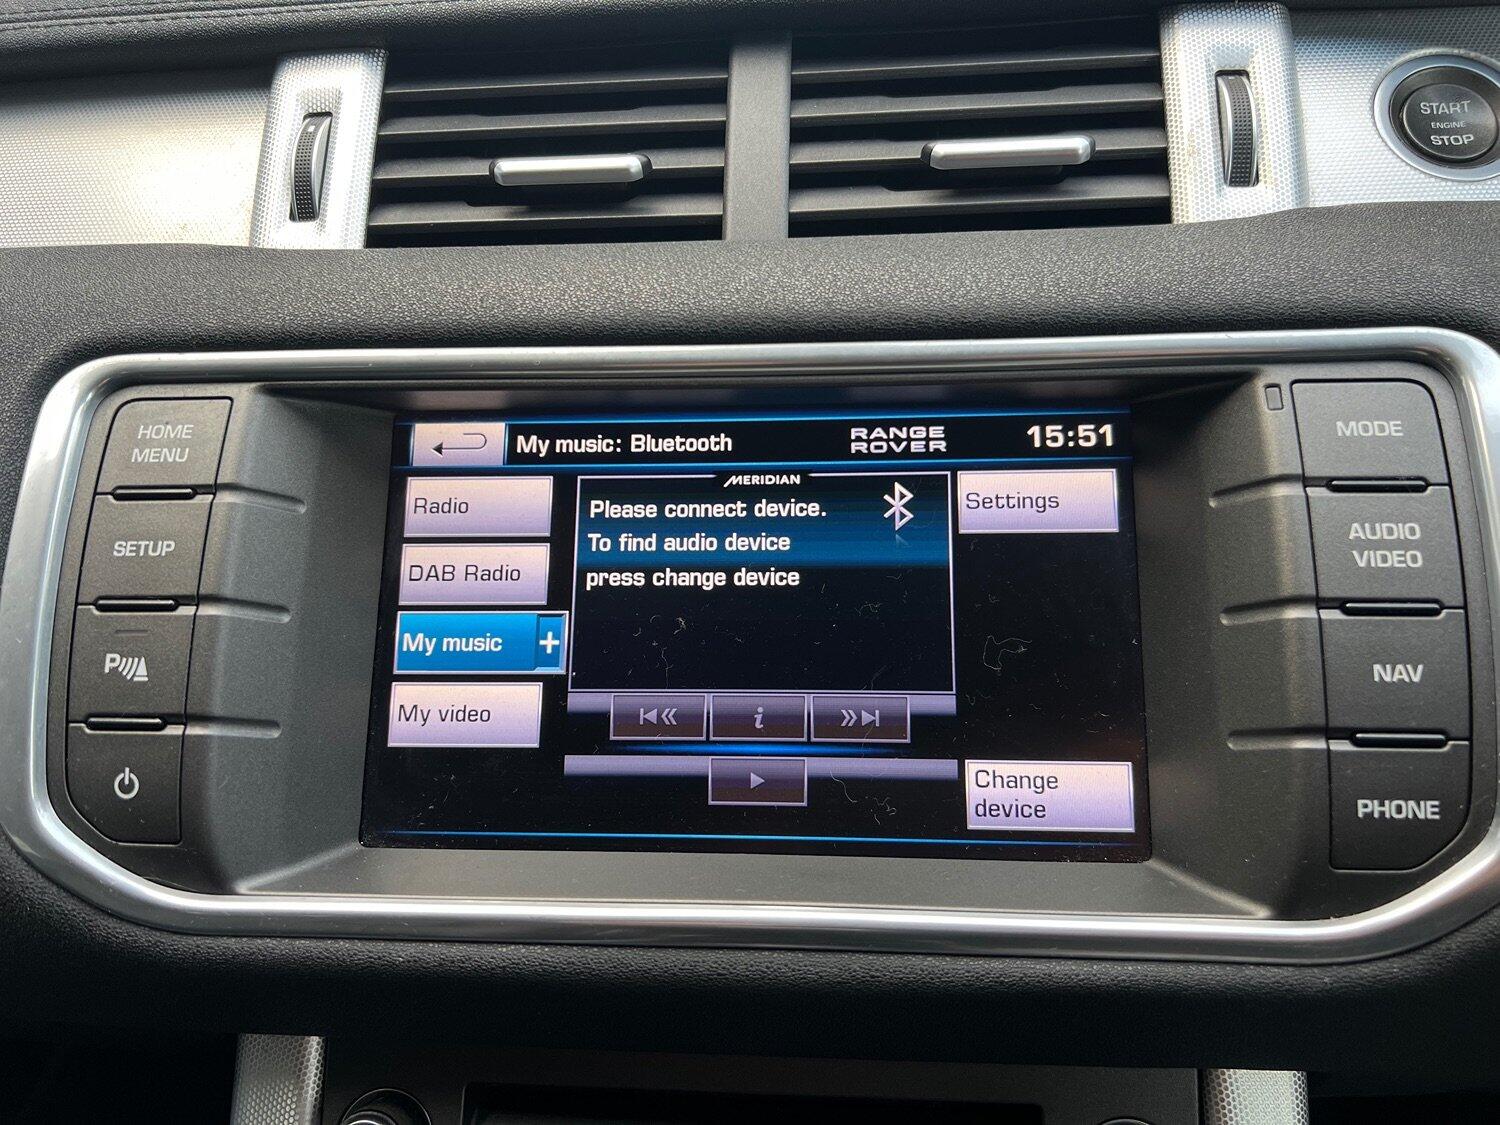 START
ENGINE
STOP
HOME
MENU
SETUP
P
My music: Bluetooth
RANGE
ROVER
15:51
Radio
DAB Radio
My music +
My video
MERIDIAN
Please connect device.
To find audio device
press change device
i
Settings
Change
device
MODE
AUDIO
VIDEO
NAV
PHONE